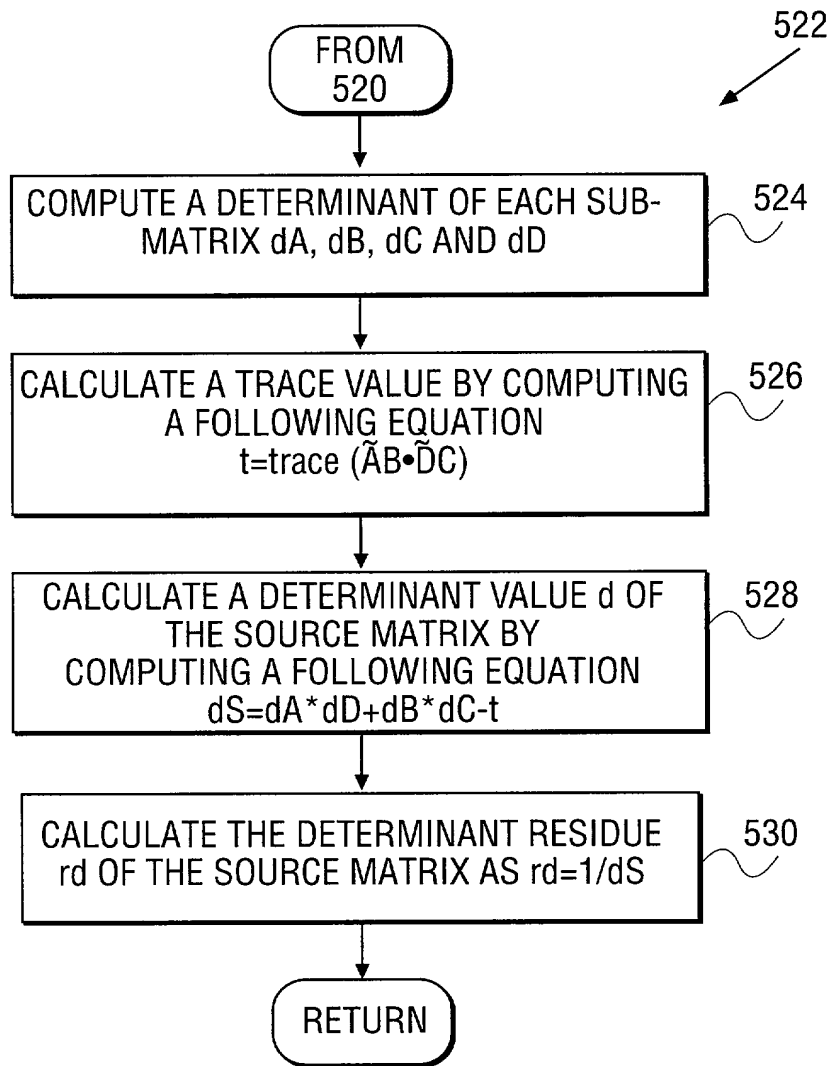 522
FROM
520
COMPUTE A DETERMINANT OF EACH SUB-
MATRIX dA, dB, dC AND dD
524
CALCULATE A TRACE VALUE BY COMPUTING
A FOLLOWING EQUATION
t=trace (ÃB•D̃C)
526
CALCULATE A DETERMINANT VALUE d OF
THE SOURCE MATRIX BY
COMPUTING A FOLLOWING EQUATION
dS=dA*dD+dB*dC-t
528
CALCULATE THE DETERMINANT RESIDUE
rd OF THE SOURCE MATRIX AS rd=1/dS
530
RETURN